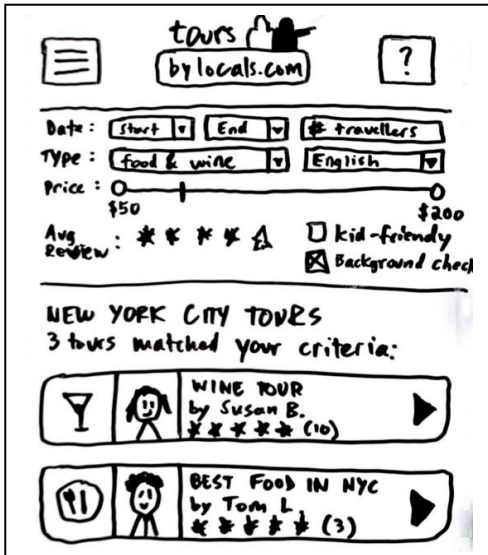 tours
bylocals.com
?
Date: Start End # travellers
Type: food & wine English
Price:
$50 $200
Avg Review: kid-friendly
Background check
NEW YORK CITY TOURS
3 tours matched your criteria:
WINE TOUR
by Susan B.
(10)
BEST FOOD IN NYC
by Tom L.
(3)